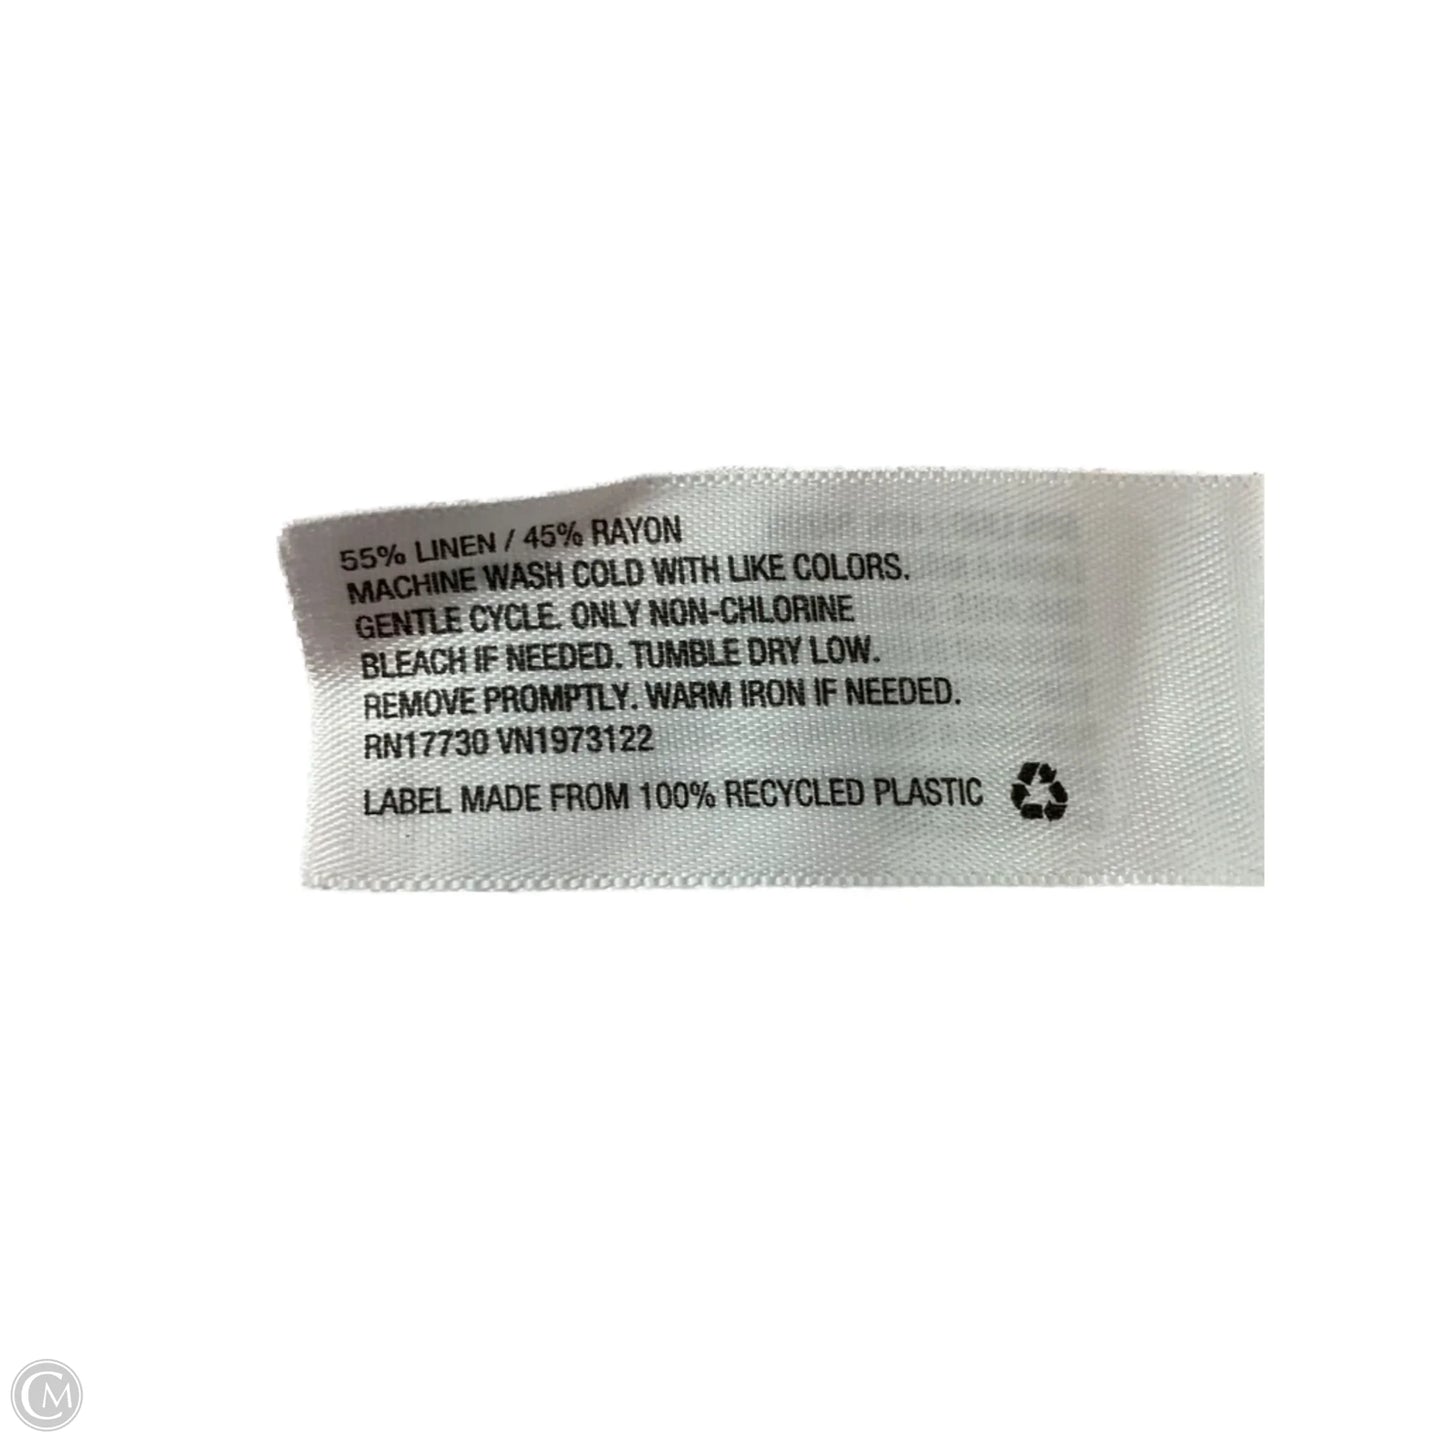 55% LINEN / 45% RAYON
MACHINE WASH COLD WITH LIKE COLORS.
GENTLE CYCLE. ONLY NON-CHLORINE
BLEACH IF NEEDED. TUMBLE DRY LOW.
REMOVE PROMPTLY. WARM IRON IF NEEDED.
RN17730 VN1973122
LABEL MADE FROM 100% RECYCLED PLASTIC
CM